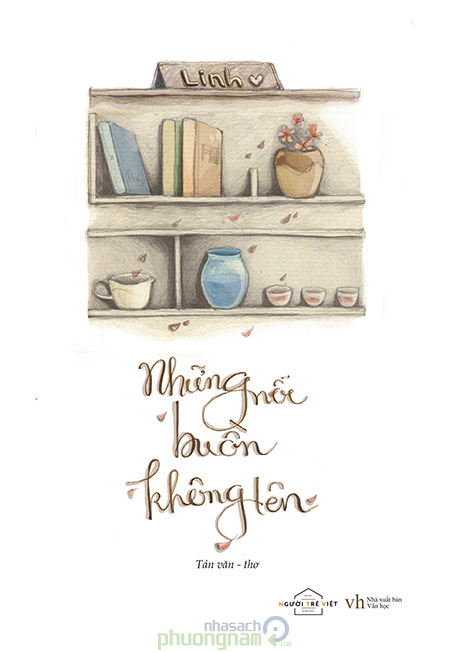 Linh
Những nỗi
buồn
không tên
Tản văn - thơ
NGƯỜI TRẺ VIỆT
vh
Nhà xuất bản
Văn học
nhasach
phuongnam
.com